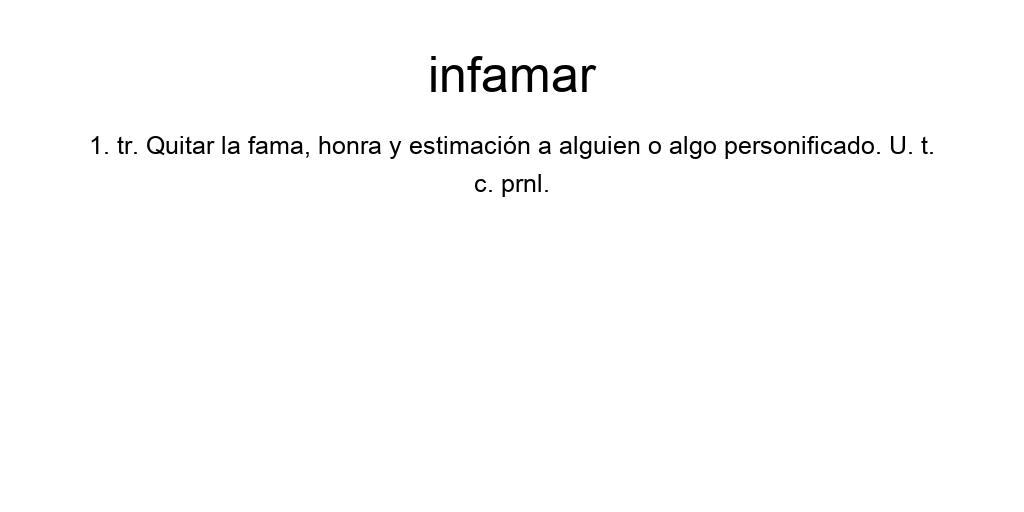 infamar
1. tr. Quitar la fama, honra y estimación a alguien o algo personificado. U. t.
c. prnl.